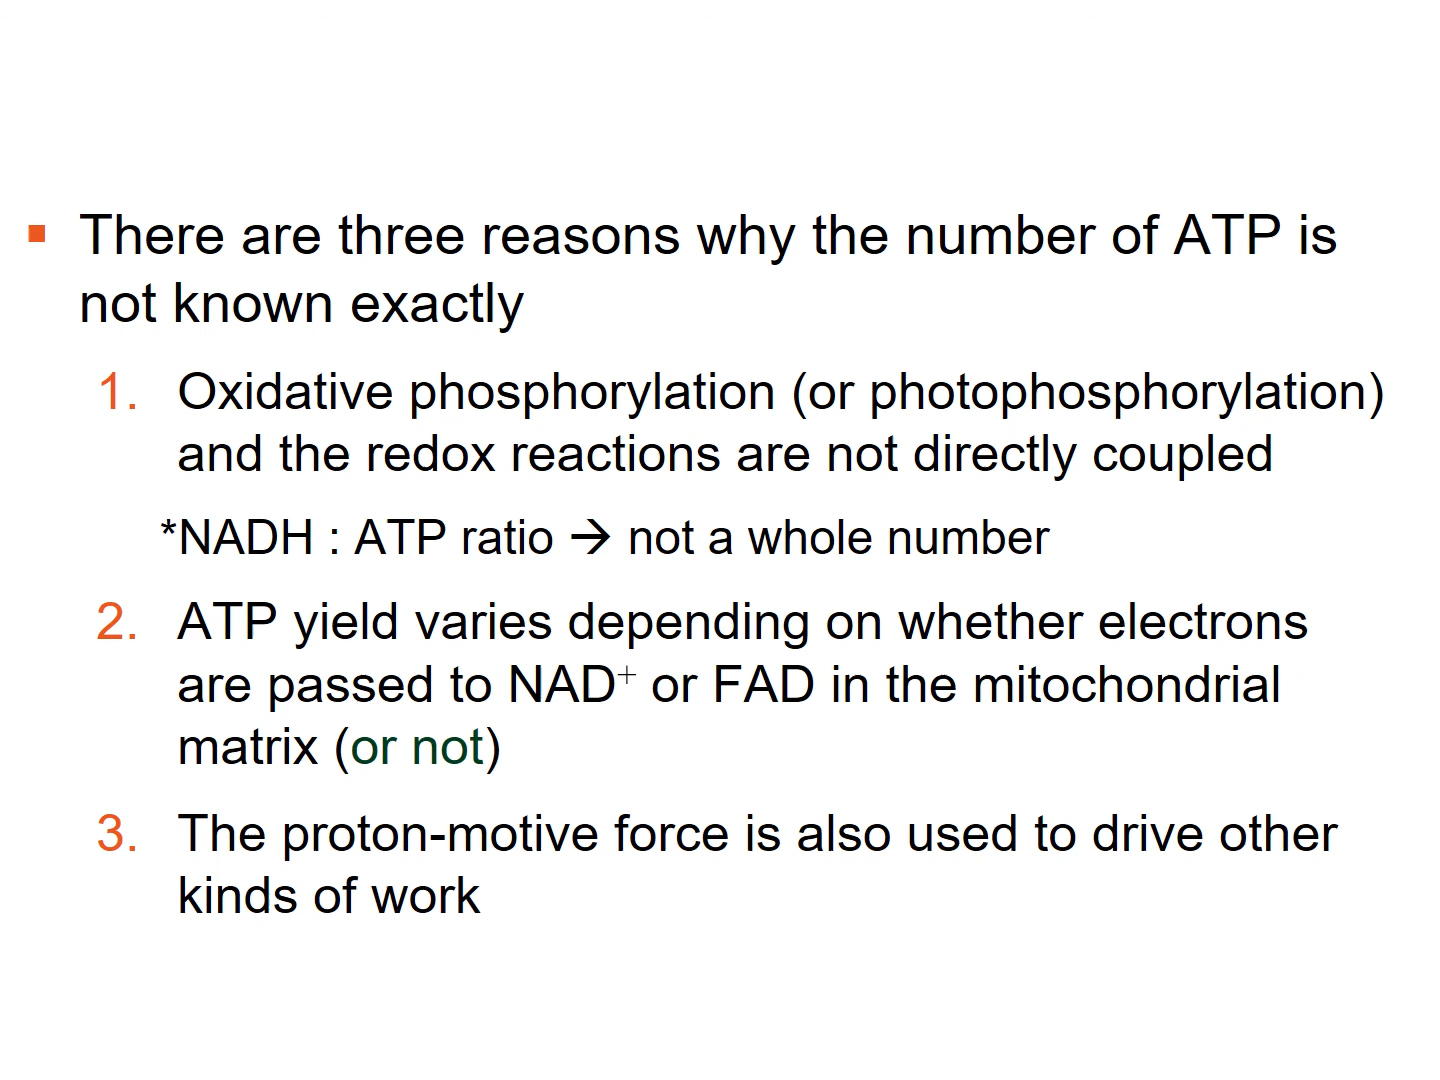 ▪ There are three reasons why the number of ATP is
not known exactly
1. Oxidative phosphorylation (or photophosphorylation)
and the redox reactions are not directly coupled
*NADH : ATP ratio → not a whole number
2. ATP yield varies depending on whether electrons
are passed to NAD⁺ or FAD in the mitochondrial
matrix (or not)
3. The proton-motive force is also used to drive other
kinds of work